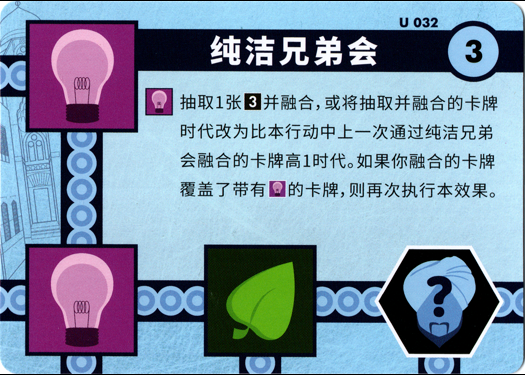 U 032
纯洁兄弟会
3
抽取1张3并融合，或将抽取并融合的卡牌
时代改为比本行动中上一次通过纯洁兄弟
会融合的卡牌高1时代。如果你融合的卡牌
覆盖了带有的卡牌，则再次执行本效果。
?